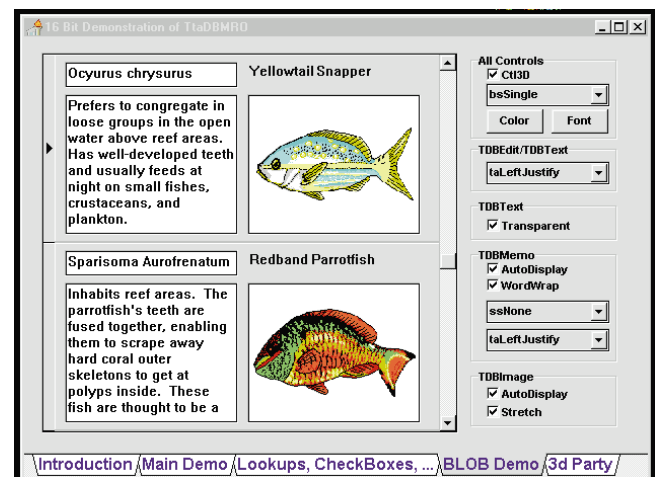 16 Bit Demonstration of TtaDBMRO
Ocyurus chrysurus
Yellowtail Snapper
Prefers to congregate in
loose groups in the open
water above reef areas.
Has well-developed teeth
and usually feeds at
night on small fishes,
crustaceans, and
plankton.
Sparisoma Aurofrenatum
Redband Parrotfish
Inhabits reef areas.  The
parrotfish's teeth are
fused together, enabling
them to scrape away
hard coral outer
skeletons to get at
polyps inside.  These
fish are thought to be a
All Controls
Ctl3D
bsSingle
Color
Font
TDBEdit/TDBText
taLeftJustify
TDBText
Transparent
TDBMemo
AutoDisplay
WordWrap
ssNone
taLeftJustify
TDBImage
AutoDisplay
Stretch
Introduction
Main Demo
Lookups, CheckBoxes, ...
BLOB Demo
3d Party